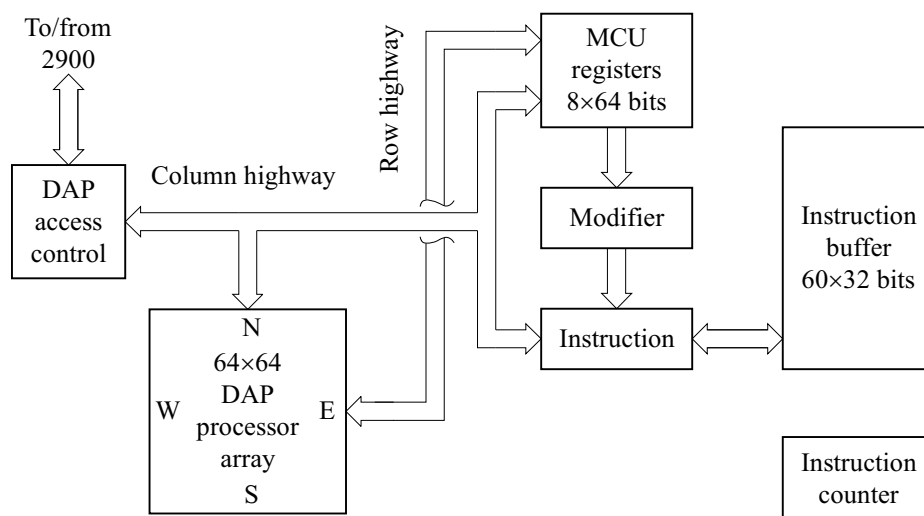 To/from
2900
DAP
access
control
Column highway
Row highway
MCU
registers
8×64 bits
Modifier
Instruction
Instruction
buffer
60×32 bits
N
64×64
W
DAP
E
processor
array
S
Instruction
counter